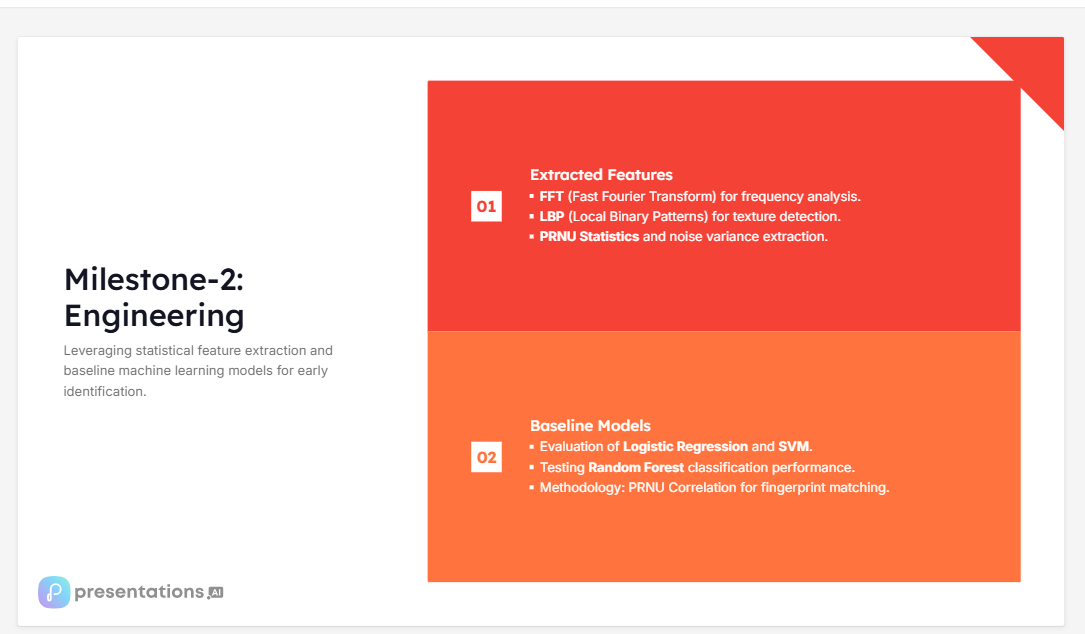 Milestone-2:
Engineering
Leveraging statistical feature extraction and
baseline machine learning models for early
identification.
01
Extracted Features
▪ FFT (Fast Fourier Transform) for frequency analysis.
▪ LBP (Local Binary Patterns) for texture detection.
▪ PRNU Statistics and noise variance extraction.
02
Baseline Models
▪ Evaluation of Logistic Regression and SVM.
▪ Testing Random Forest classification performance.
▪ Methodology: PRNU Correlation for fingerprint matching.
presentations.AI